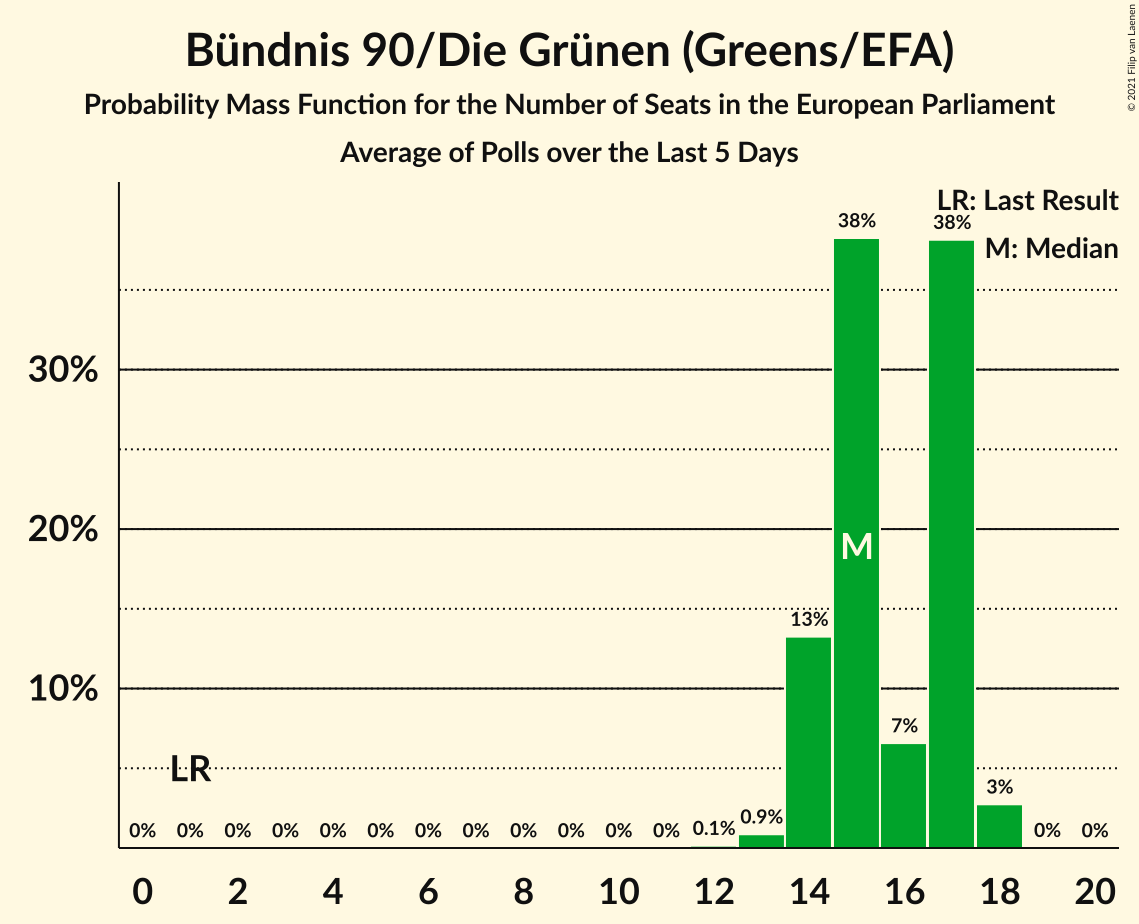 Bündnis 90/Die Grünen (Greens/EFA)
Probability Mass Function for the Number of Seats in the European Parliament
Average of Polls over the Last 5 Days
© 2021 Filip van Laenen
LR: Last Result
M: Median
38%
38%
30%
20%
M
13%
10%
7%
LR
3%
0% 0% 0% 0% 0% 0% 0% 0% 0% 0% 0% 0% 0.1% 0.9% 0% 0%
0 2 4 6 8 10 12 14 16 18 20